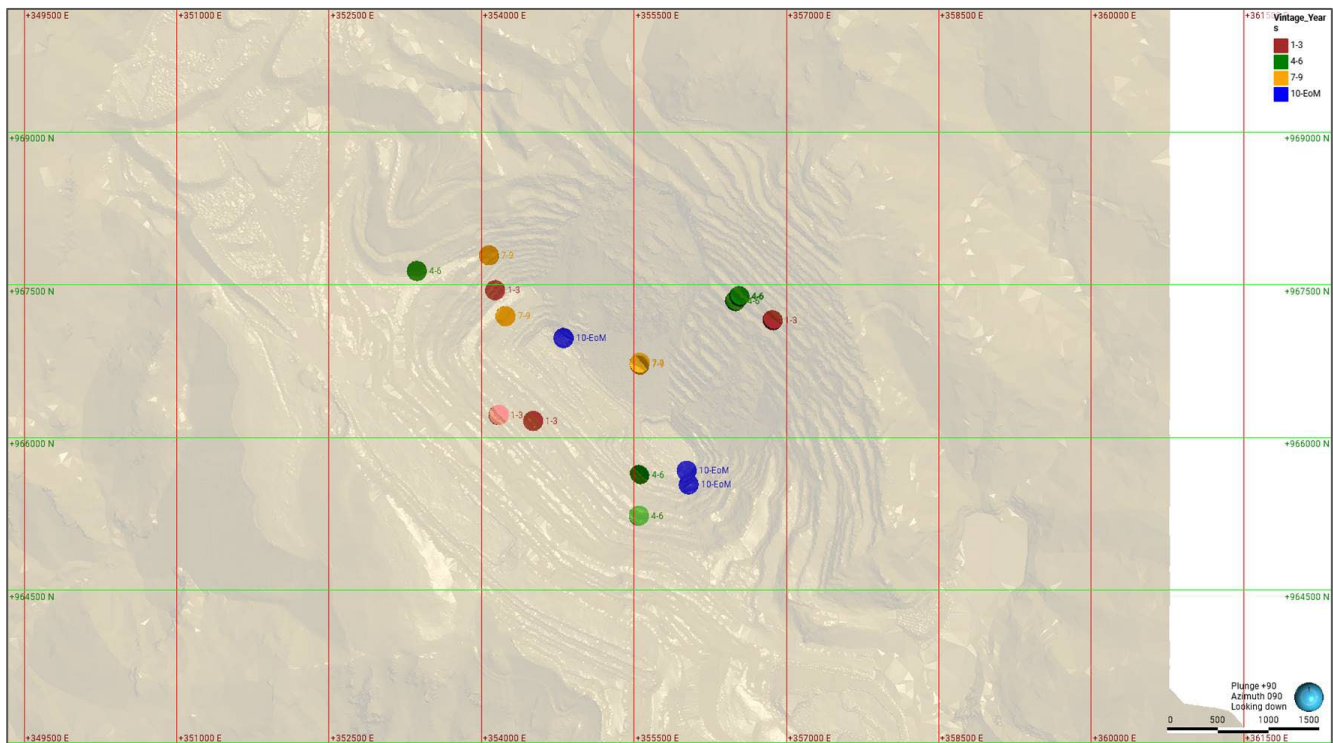 +349500 E
+351000 E
+352500 E
+354000 E
+355500 E
+357000 E
+358500 E
+360000 E
+361500 E
Vintage_Year
s
1-3
4-6
7-9
10-EoM
+969000 N
+969000 N
7-9
4-6
+967500 N
1-3
4-6
4-6
+967500 N
7-9
1-3
10-EoM
7-9
1-3
1-3
+966000 N
+966000 N
4-6
10-EoM
10-EoM
4-6
+964500 N
+964500 N
Plunge +90
Azimuth 090
Looking down
0 500 1000 1500
+349500 E
+351000 E
+352500 E
+354000 E
+355500 E
+357000 E
+358500 E
+360000 E
+361500 E